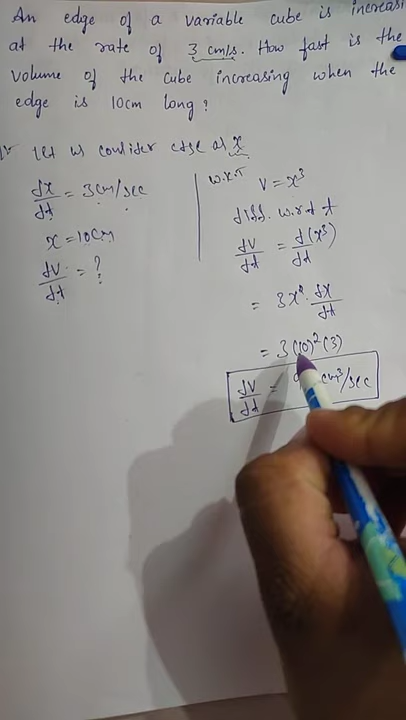 An edge of a variable cube is increasi
at the rate of 3 cm/s. How fast is the
volume of the cube increasing when the
edge is 10cm long?
Let us consider edge as x
dx/dt = 3cm/sec
x = 10cm
dv/dt = ?
W.K.T V = x³
diff. w.r.t t
dV/dt = d(x³)/dt
= 3x² · dx/dt
= 3(10)²(3)
dV/dt = cm³/sec